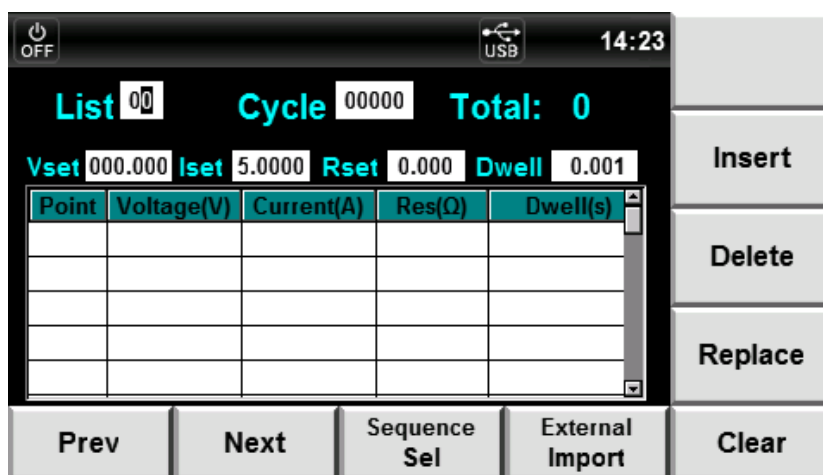 OFF USB 14:23
List 00 Cycle 00000 Total: 0
Vset 000.000 Iset 5.0000 Rset 0.000 Dwell 0.001
Point Voltage(V) Current(A) Res(Ω) Dwell(s)
Insert
Delete
Replace
Prev Next Sequence Sel External Import Clear